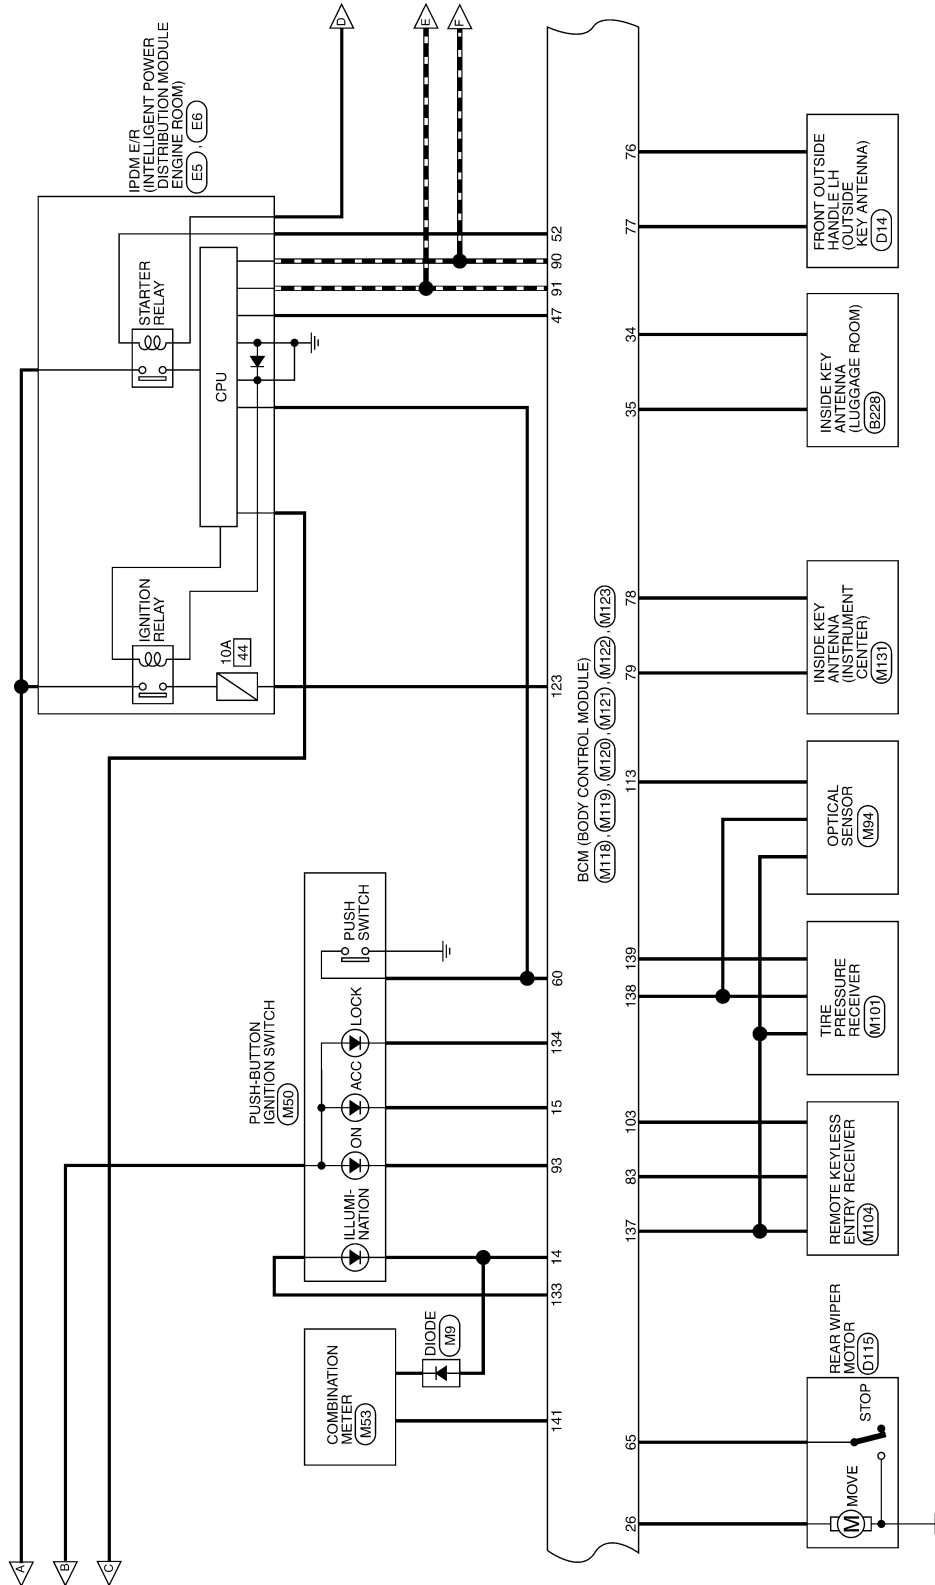 D
E
F
IPDM E/R
(INTELLIGENT POWER
DISTRIBUTION MODULE
ENGINE ROOM)
E5 , E6
STARTER
RELAY
CPU
IGNITION
RELAY
10A
44
52
90
91
47
123
PUSH-BUTTON
IGNITION SWITCH
M50
PUSH
SWITCH
LOCK
ACC
ON
ILLUMI-
NATION
60
134
15
93
14
133
141
DIODE
M9
COMBINATION
METER
M53
A
B
C
BCM (BODY CONTROL MODULE)
M118 , M119 , M120 , M121 , M122 , M123
76
77
FRONT OUTSIDE
HANDLE LH
(OUTSIDE
KEY ANTENNA)
D14
34
35
INSIDE KEY
ANTENNA
(LUGGAGE ROOM)
B228
78
79
INSIDE KEY
ANTENNA
(INSTRUMENT
CENTER)
M131
113
OPTICAL
SENSOR
M94
139
138
TIRE
PRESSURE
RECEIVER
M101
103
83
137
REMOTE KEYLESS
ENTRY RECEIVER
M104
65
26
REAR WIPER
MOTOR
D115
STOP
MOVE
M